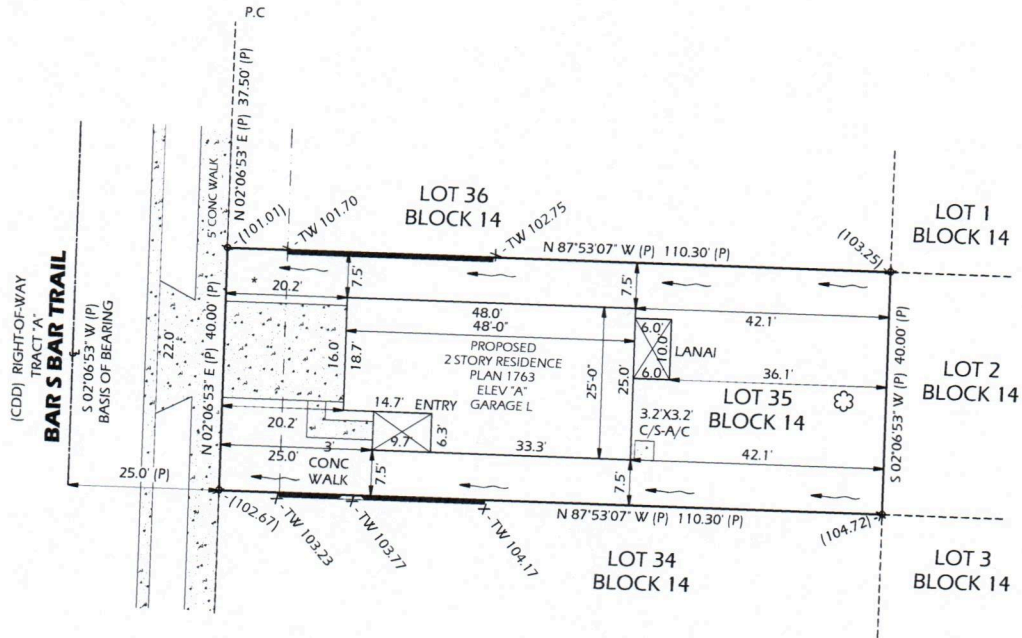 P.C
N 02°06'53" E (P) 37.50' (P)
5' CONC WALK
(CDD) RIGHT-OF-WAY
TRACT "A"
BAR S BAR TRAIL
S 02°06'53" W (P)
BASIS OF BEARING
℄
22.0'
25.0' (P)
N 02°06'53" E (P) 40.00' (P)
(101.01)
TW 101.70
LOT 36
BLOCK 14
TW 102.75
N 87°53'07" W (P) 110.30' (P)
(103.25)
LOT 1
BLOCK 14
*
20.2'
7.5'
7.5'
48.0'
48'-0"
42.1'
PROPOSED
2 STORY RESIDENCE
PLAN 1763
ELEV "A"
GARAGE L
16.0'
18.7'
25'-0"
25.0'
6.0'
10.0'
6.0'
LANAI
36.1'
LOT 35
BLOCK 14
S 02°06'53" W (P) 40.00' (P)
LOT 2
BLOCK 14
14.7'
ENTRY
9.7'
6.3'
20.2'
3'
CONC
WALK
25.0'
33.3'
3.2'X3.2'
C/S-A/C
42.1'
7.5'
7.5'
(102.67)
TW 103.23
TW 103.77
TW 104.17
N 87°53'07" W (P) 110.30' (P)
(104.72)
LOT 34
BLOCK 14
LOT 3
BLOCK 14